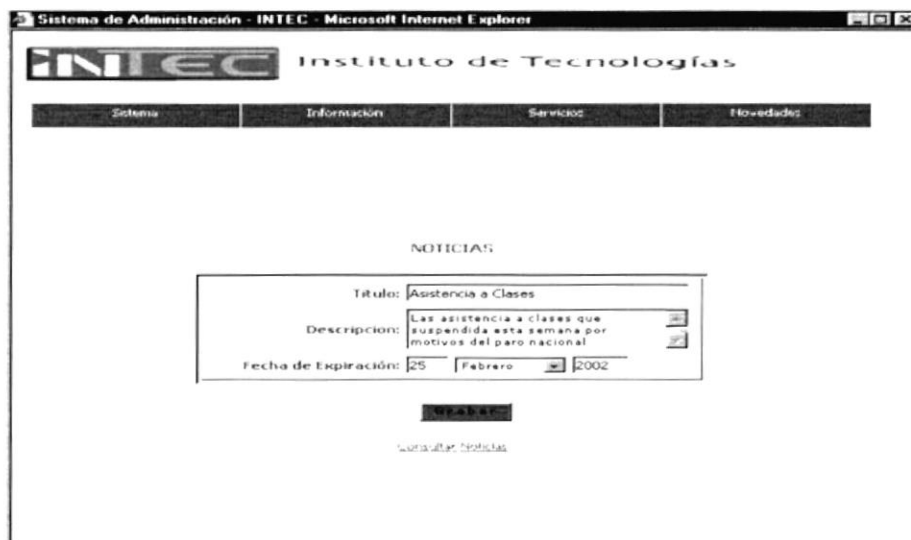 Sistema de Administración - INTEC - Microsoft Internet Explorer
INTEC Instituto de Tecnologías
Sistema Información Servicios Novedades
NOTICIAS
Titulo: Asistencia a Clases
Descripcion: Las asistencia a clases que
suspendida esta semana por
motivos del paro nacional
Fecha de Expiración: 25 Febrero 2002
Grabar
Consultar Noticias